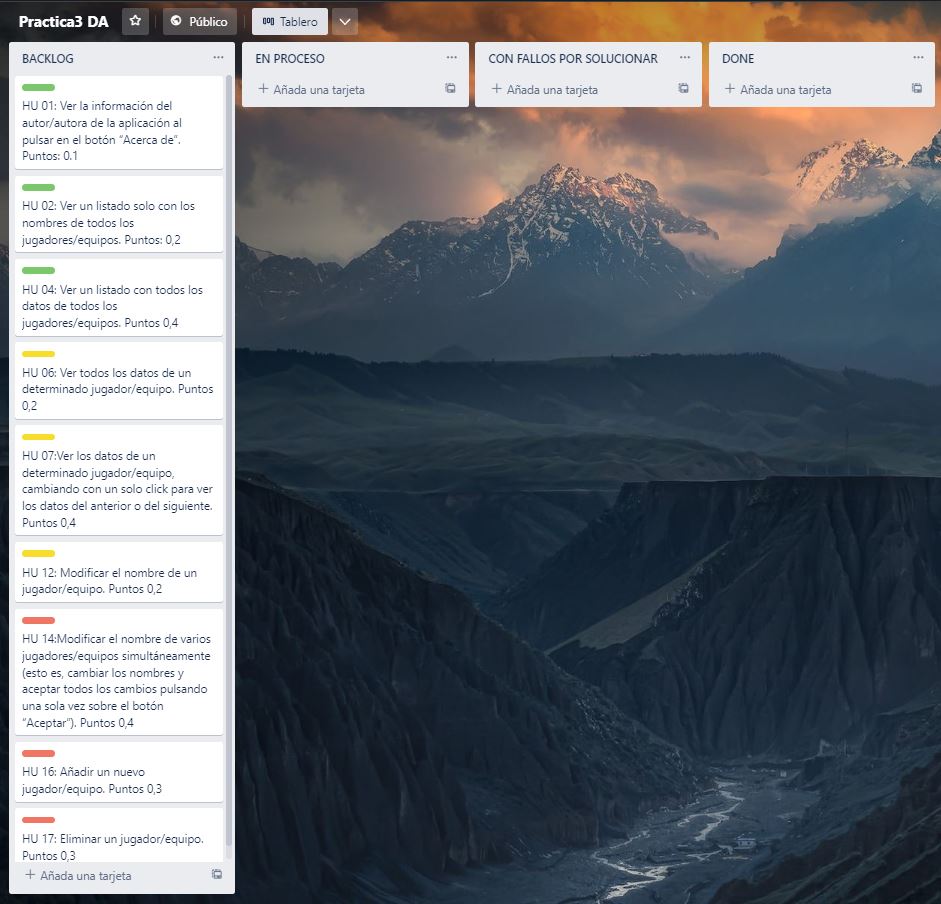 Practica3 DA
Público
Tablero
BACKLOG
HU 01: Ver la información del
autor/autora de la aplicación al
pulsar en el botón “Acerca de”.
Puntos: 0.1
HU 02: Ver un listado solo con los
nombres de todos los
jugadores/equipos. Puntos: 0,2
HU 04: Ver un listado con todos los
datos de todos los
jugadores/equipos. Puntos 0,4
HU 06: Ver todos los datos de un
determinado jugador/equipo. Puntos
0,2
HU 07:Ver los datos de un
determinado jugador/equipo,
cambiando con un solo click para ver
los datos del anterior o del siguiente.
Puntos 0,4
HU 12: Modificar el nombre de un
jugador/equipo. Puntos 0,2
HU 14:Modificar el nombre de varios
jugadores/equipos simultáneamente
(esto es, cambiar los nombres y
aceptar todos los cambios pulsando
una sola vez sobre el botón
“Aceptar”). Puntos 0,4
HU 16: Añadir un nuevo
jugador/equipo. Puntos 0,3
HU 17: Eliminar un jugador/equipo.
Puntos 0,3
+ Añada una tarjeta
EN PROCESO
+ Añada una tarjeta
CON FALLOS POR SOLUCIONAR
+ Añada una tarjeta
DONE
+ Añada una tarjeta